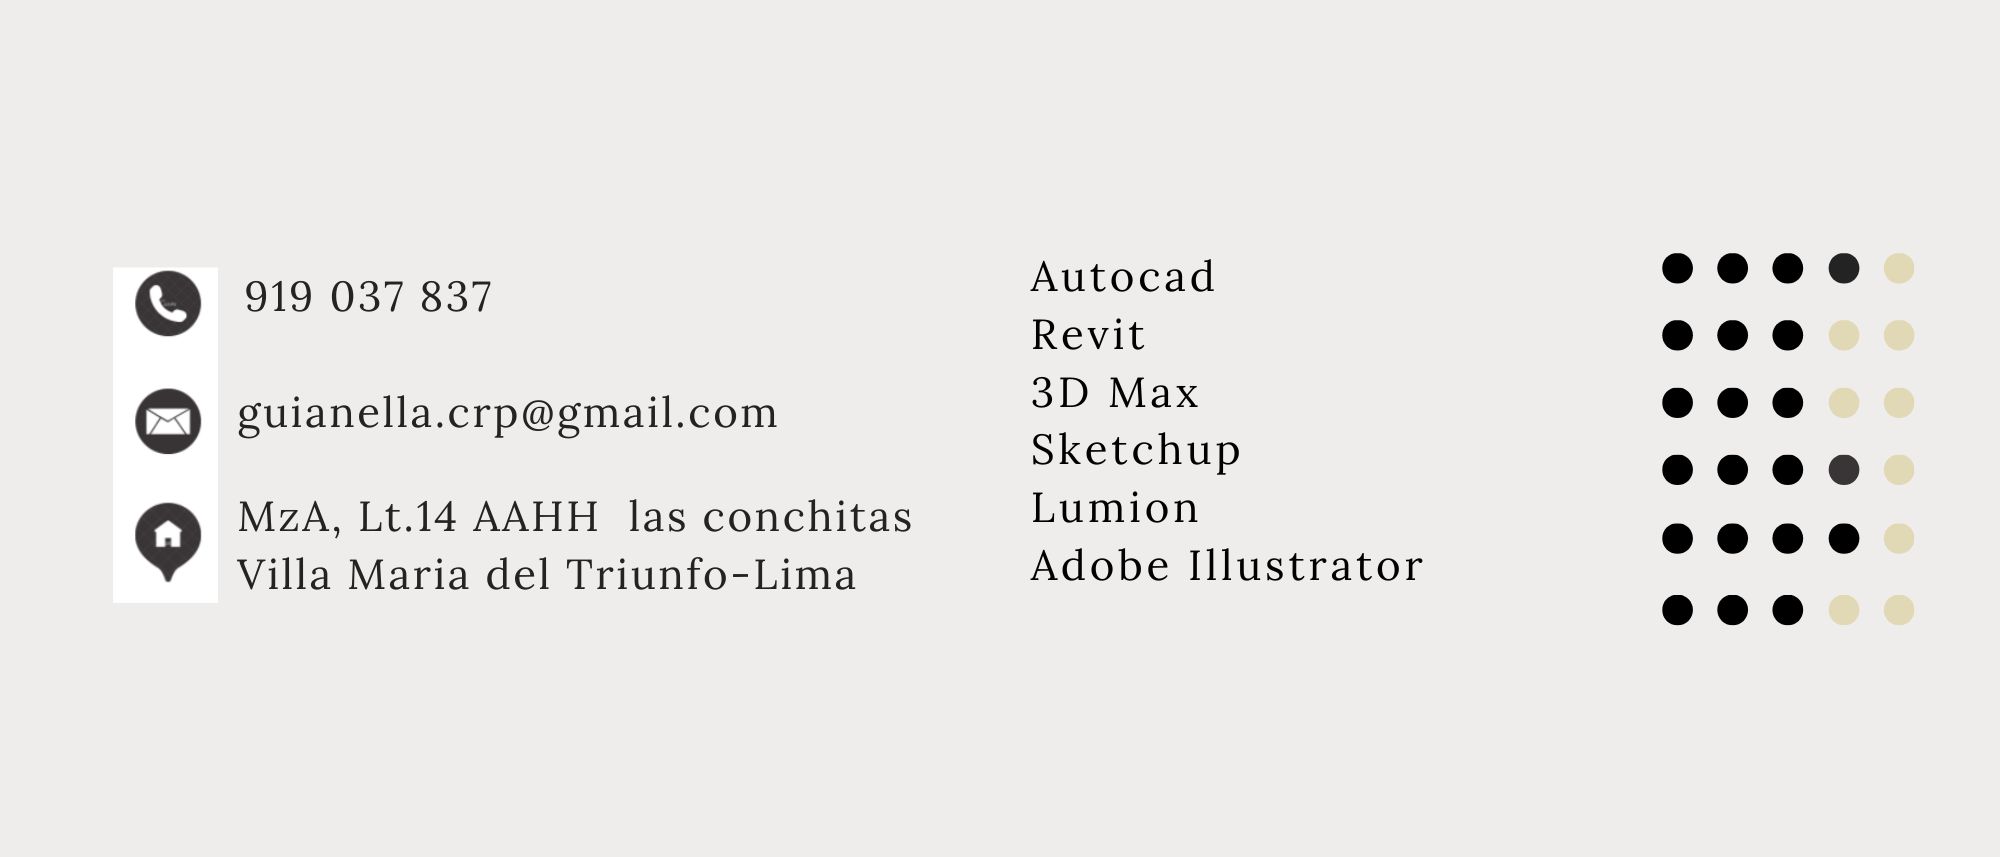 919 037 837
guianella.crp@gmail.com
MzA, Lt.14 AAHH  las conchitas
Villa Maria del Triunfo-Lima
Autocad
Revit
3D Max
Sketchup
Lumion
Adobe Illustrator